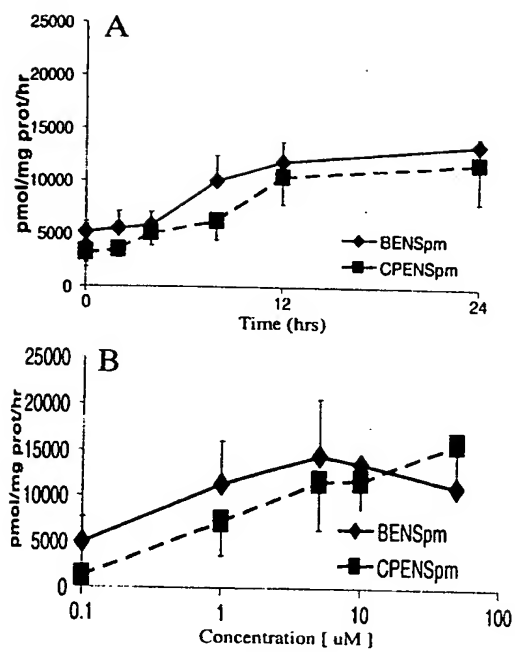 A
25000
20000
15000
10000
5000
0
pmol/mg prot/hr
BENSpm
CPENSpm
0
12
24
Time (hrs)
B
25000
20000
15000
10000
5000
0
pmol/mg prot/hr
BENSpm
CPENSpm
0.1
1
10
100
Concentration [ uM ]